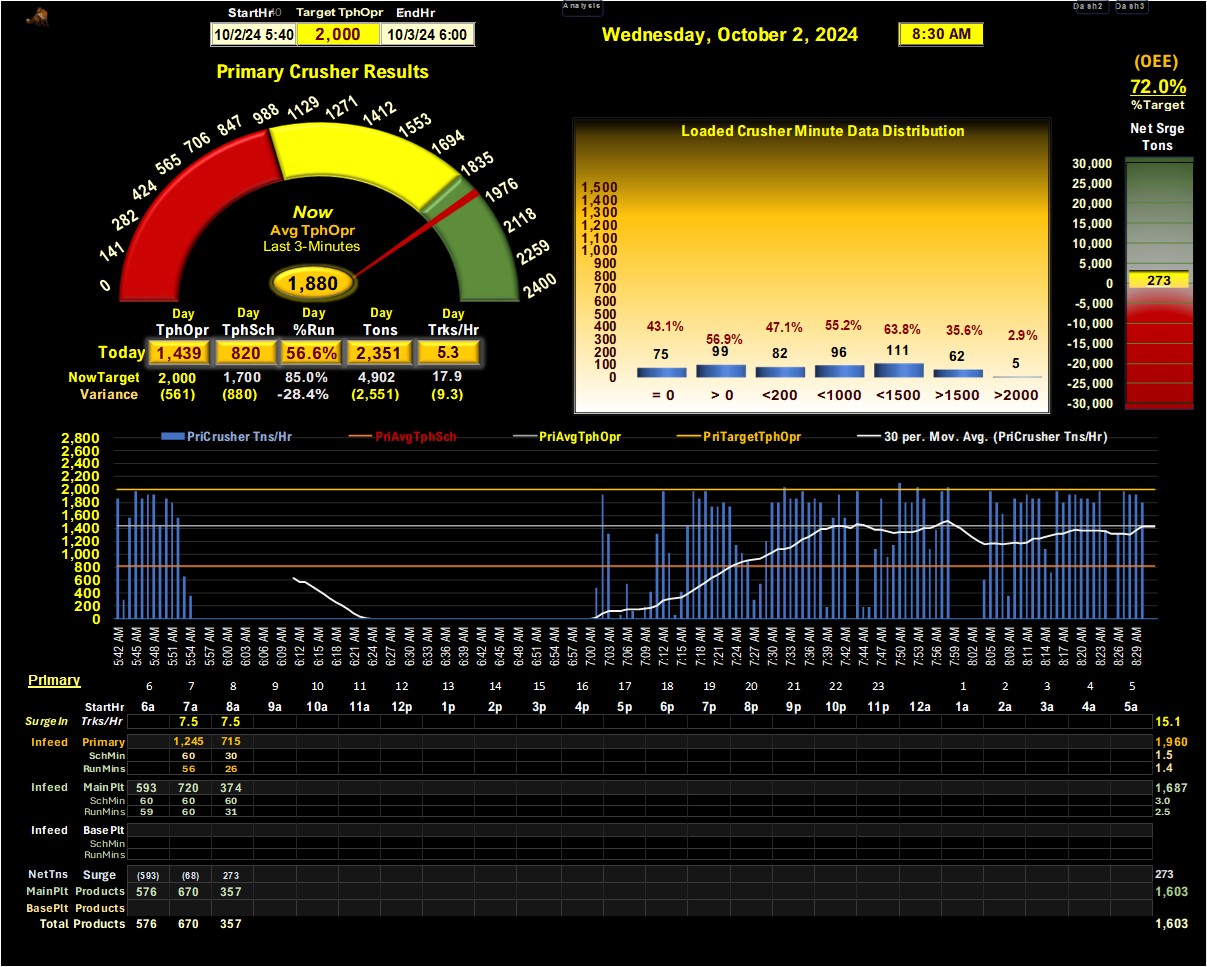 Analysis Dash2 Dash3
StartHr Target TphOpr EndHr
10/2/24 5:40 2,000 10/3/24 6:00
Wednesday, October 2, 2024 8:30 AM
(OEE)
72.0%
%Target
Primary Crusher Results
0 141 282 424 565 706 847 988 1129 1271 1412 1553 1694 1835 1976 2118 2259 2400
Now
Avg TphOpr
Last 3-Minutes
1,880
Day Day Day Day Day
TphOpr TphSch %Run Tons Trks/Hr
Today 1,439 820 56.6% 2,351 5.3
NowTarget 2,000 1,700 85.0% 4,902 17.9
Variance (561) (880) -28.4% (2,551) (9.3)
Loaded Crusher Minute Data Distribution
1,500
1,400
1,300
1,200
1,100
1,000
900
800
700
600
500
400
300
200
100
0
43.1% 56.9% 47.1% 55.2% 63.8% 35.6% 2.9%
75 99 82 96 111 62 5
= 0 > 0 <200 <1000 <1500 >1500 >2000
Net Srge
Tons
30,000
25,000
20,000
15,000
10,000
5,000
0
-5,000
-10,000
-15,000
-20,000
-25,000
-30,000
273
PriCrusher Tns/Hr PriAvgTphSch PriAvgTphOpr PriTargetTphOpr 30 per. Mov. Avg. (PriCrusher Tns/Hr)
2,800
2,600
2,400
2,200
2,000
1,800
1,600
1,400
1,200
1,000
800
600
400
200
0
5:42 AM 5:45 AM 5:48 AM 5:51 AM 5:54 AM 5:57 AM 6:00 AM 6:03 AM 6:06 AM 6:09 AM 6:12 AM 6:15 AM 6:18 AM 6:21 AM 6:24 AM 6:27 AM 6:30 AM 6:33 AM 6:36 AM 6:39 AM 6:42 AM 6:45 AM 6:48 AM 6:51 AM 6:54 AM 6:57 AM 7:00 AM 7:03 AM 7:06 AM 7:09 AM 7:12 AM 7:15 AM 7:18 AM 7:21 AM 7:24 AM 7:26 AM 7:30 AM 7:33 AM 7:36 AM 7:39 AM 7:42 AM 7:44 AM 7:47 AM 7:50 AM 7:53 AM 7:56 AM 7:59 AM 8:02 AM 8:05 AM 8:08 AM 8:11 AM 8:14 AM 8:17 AM 8:20 AM 8:23 AM 8:26 AM 8:29 AM
Primary
6 7 8 9 10 11 12 13 14 15 16 17 18 19 20 21 22 23 1 2 3 4 5
StartHr 6a 7a 8a 9a 10a 11a 12p 1p 2p 3p 4p 5p 6p 7p 8p 9p 10p 11p 12a 1a 2a 3a 4a 5a
SurgeIn Trks/Hr 7.5 7.5 15.1
Infeed Primary 1,245 715 1,960
SchMin 60 30 1.5
RunMins 56 26 1.4
Infeed MainPlt 593 720 374 1,687
SchMin 60 60 60 3.0
RunMins 59 60 31 2.5
Infeed BasePlt
SchMin
RunMins
NetTns Surge (593) (68) 273 273
MainPlt Products 576 670 357 1,603
BasePlt Products
Total Products 576 670 357 1,603